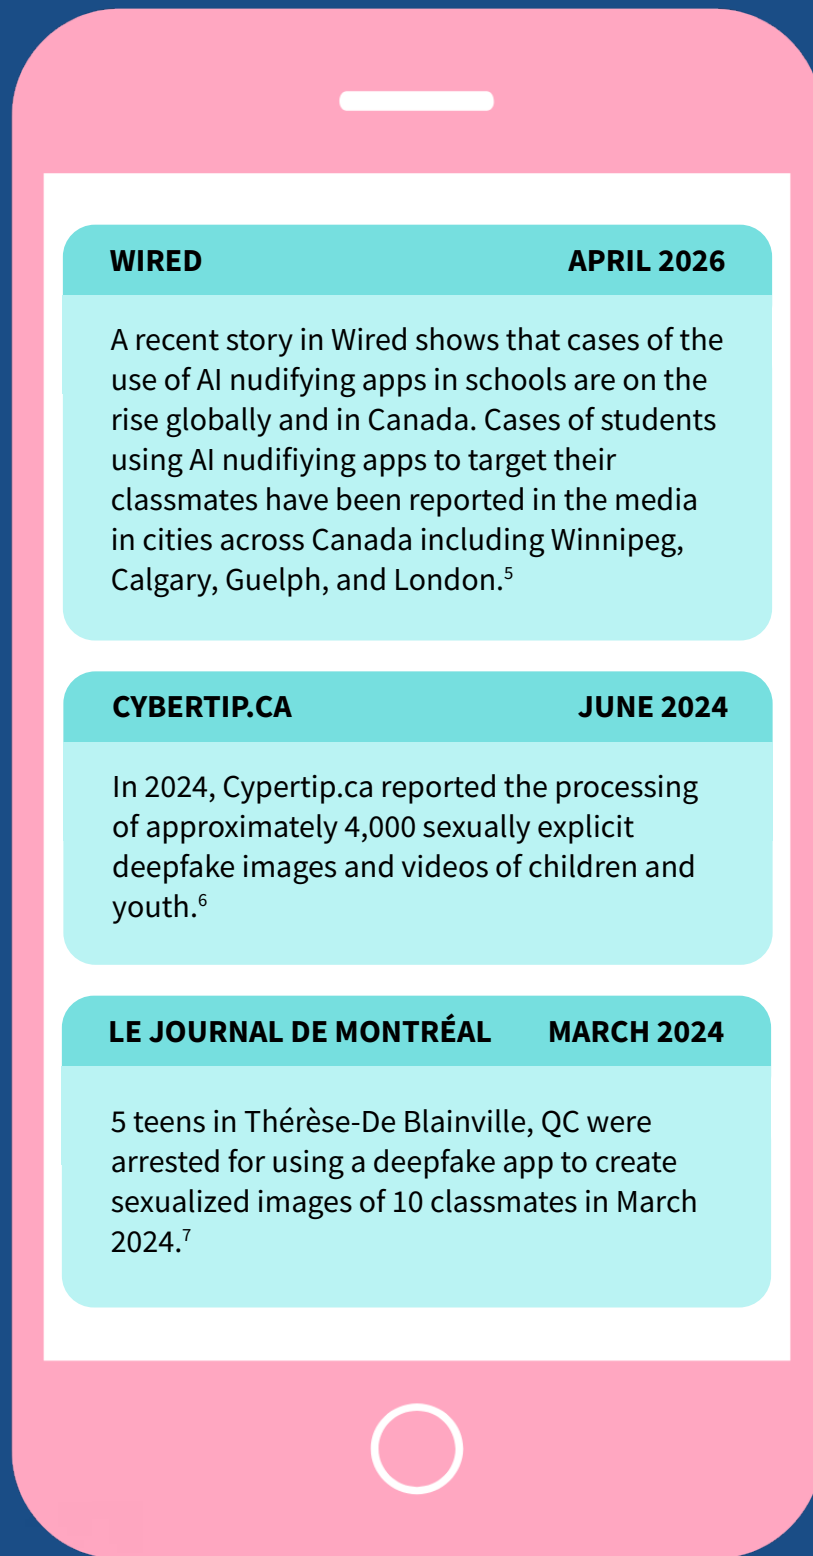 WIRED APRIL 2026
A recent story in Wired shows that cases of the
use of AI nudifying apps in schools are on the
rise globally and in Canada. Cases of students
using AI nudifiying apps to target their
classmates have been reported in the media
in cities across Canada including Winnipeg,
Calgary, Guelph, and London.5
CYBERTIP.CA JUNE 2024
In 2024, Cypertip.ca reported the processing
of approximately 4,000 sexually explicit
deepfake images and videos of children and
youth.6
LE JOURNAL DE MONTRÉAL MARCH 2024
5 teens in Thérèse-De Blainville, QC were
arrested for using a deepfake app to create
sexualized images of 10 classmates in March
2024.7